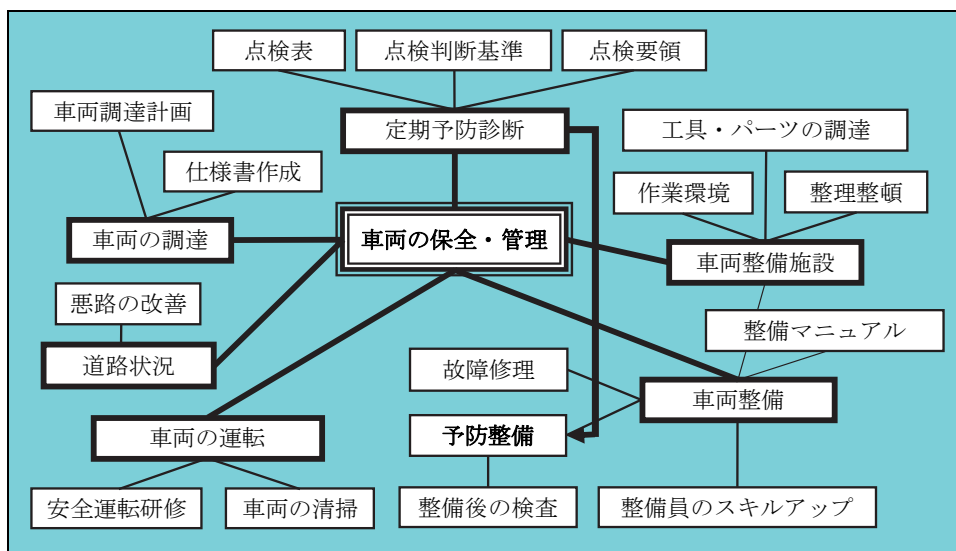 点検表
点検判断基準
点検要領
車両調達計画
定期予防診断
工具・パーツの調達
仕様書作成
作業環境
整理整頓
車両の調達
車両の保全・管理
車両整備施設
悪路の改善
整備マニュアル
道路状況
故障修理
車両整備
車両の運転
予防整備
安全運転研修
車両の清掃
整備後の検査
整備員のスキルアップ